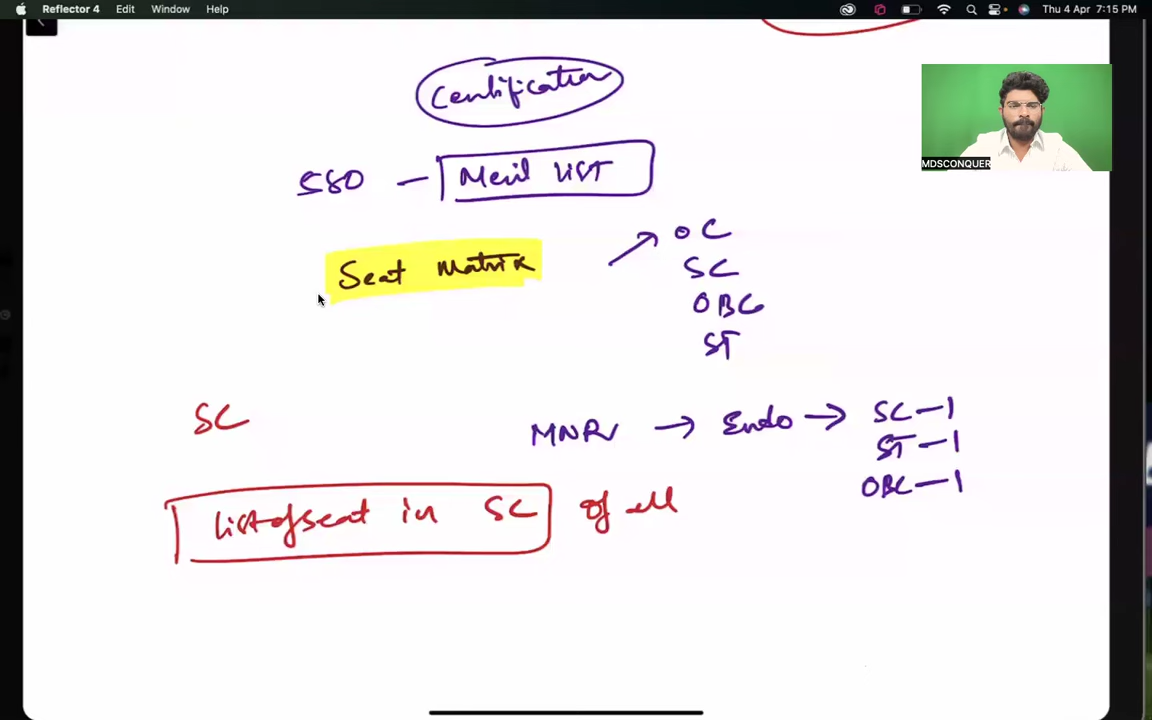 Reflector 4 Edit Window Help Thu 4 Apr 7:15 PM
Certification
MDSCONQUER
580 - Merit LIST
Seat Matrix
OC
SC
OBC
ST
SC
MNR → Endo → SC-1
ST-1
OBC-1
List of seat in SC of all